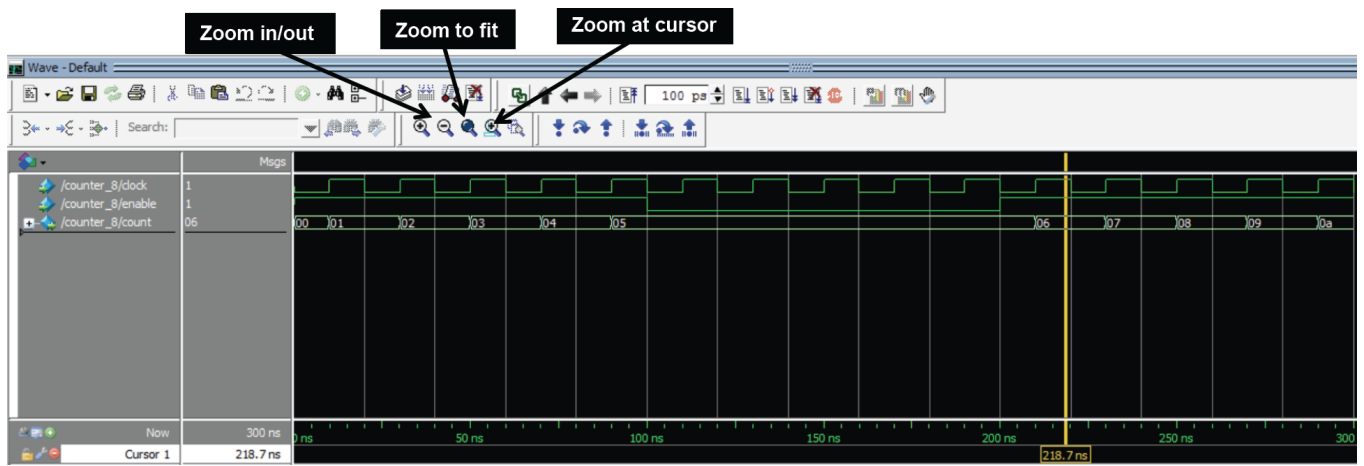 Zoom in/out
Zoom to fit
Zoom at cursor
Wave - Default
100 ps
Search:
Msgs
/counter_8/clock 1
/counter_8/enable 1
/counter_8/count 06 00 01 02 03 04 05 06 07 08 09 0a
Now 300 ns 0 ns 50 ns 100 ns 150 ns 200 ns 250 ns 300
Cursor 1 218.7 ns 218.7 ns